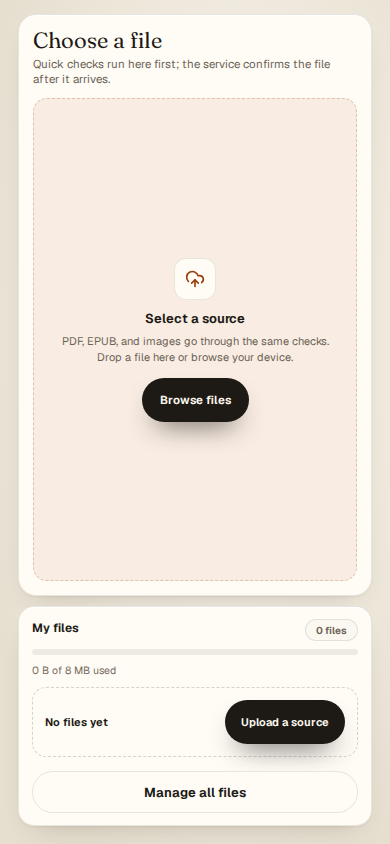 Choose a file
Quick checks run here first; the service confirms the file
after it arrives.
Select a source
PDF, EPUB, and images go through the same checks.
Drop a file here or browse your device.
Browse files
My files
0 files
0 B of 8 MB used
No files yet
Upload a source
Manage all files